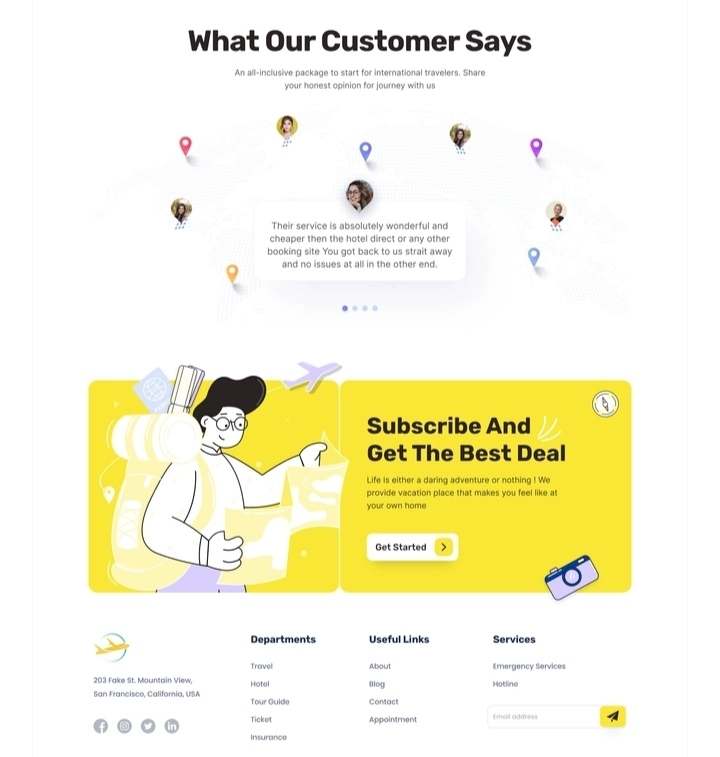 What Our Customer Says
An all-inclusive package to start for international travelers. Share
your honest opinion for journey with us
Their service is absolutely wonderful and
cheaper then the hotel direct or any other
booking site You got back to us strait away
and no issues at all in the other end.
Subscribe And
Get The Best Deal
Life is either a daring adventure or nothing ! We
provide vacation place that makes you feel like at
your own home
Get Started
203 Fake St. Mountain View,
San Francisco, California, USA
Departments
Travel
Hotel
Tour Guide
Ticket
Insurance
Useful Links
About
Blog
Contact
Appointment
Services
Emergency Services
Hotline
Email address